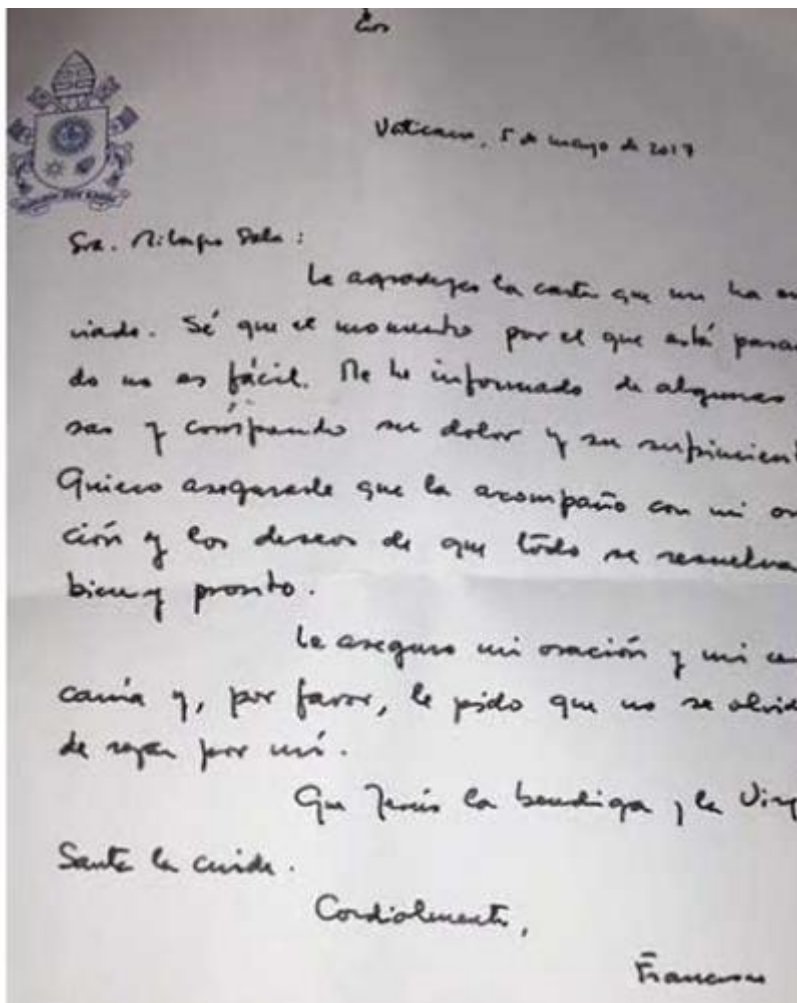 Vaticano, 5 de mayo de 2017
Sra. Milagro Sala:
Le agradezco la carta que me ha en
viado. Sé que el momento por el que está pasan
do no es fácil. Me he informado de algunas
sas y comprendo su dolor y su sufrimient
Quiero asegurarle que la acompaño con mi ora
ción y los deseos de que todo se resuelva
bien y pronto.
Le aseguro mi oración y mi cer
canía y, por favor, le pido que no se olvid
de rezar por mí.
Que Jesús la bendiga y la Virg
Santa la cuide.
Cordialmente,
Francisco